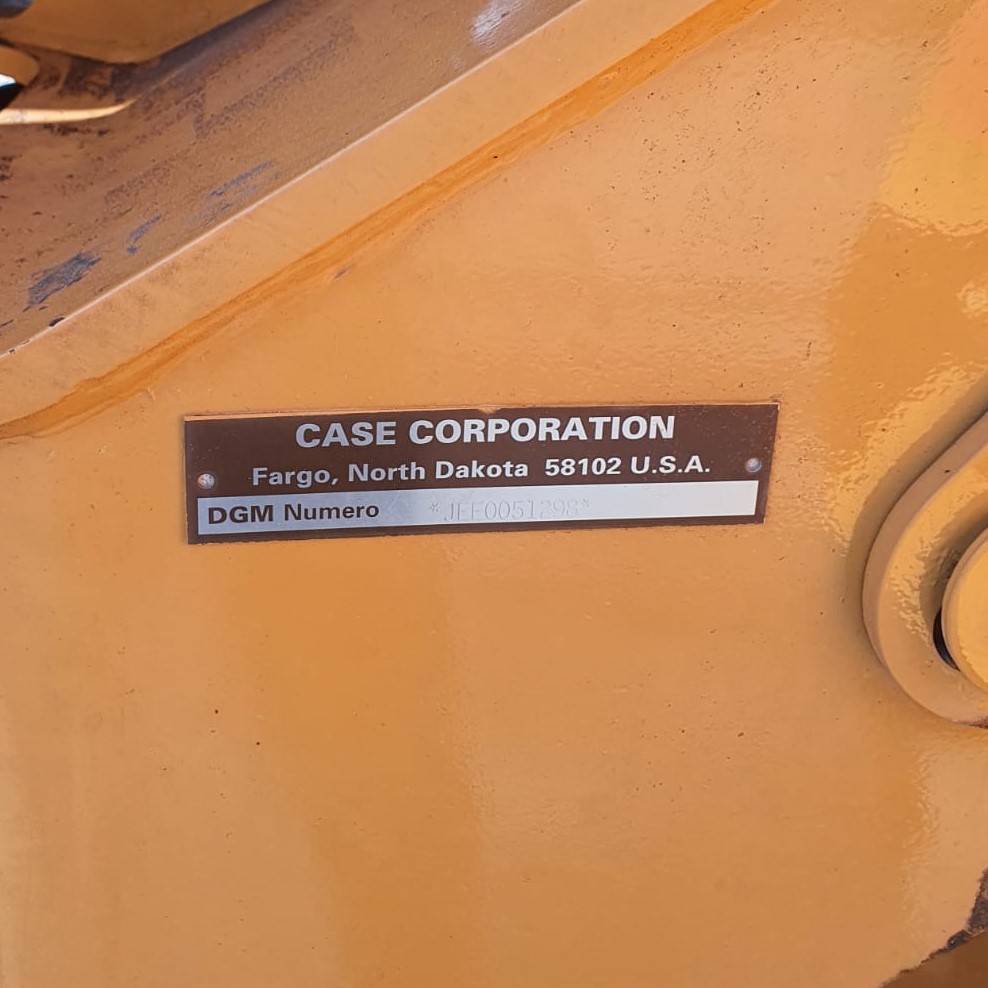 CASE CORPORATION
Fargo, North Dakota 58102 U.S.A.
DGM Numero *JEE0051298*